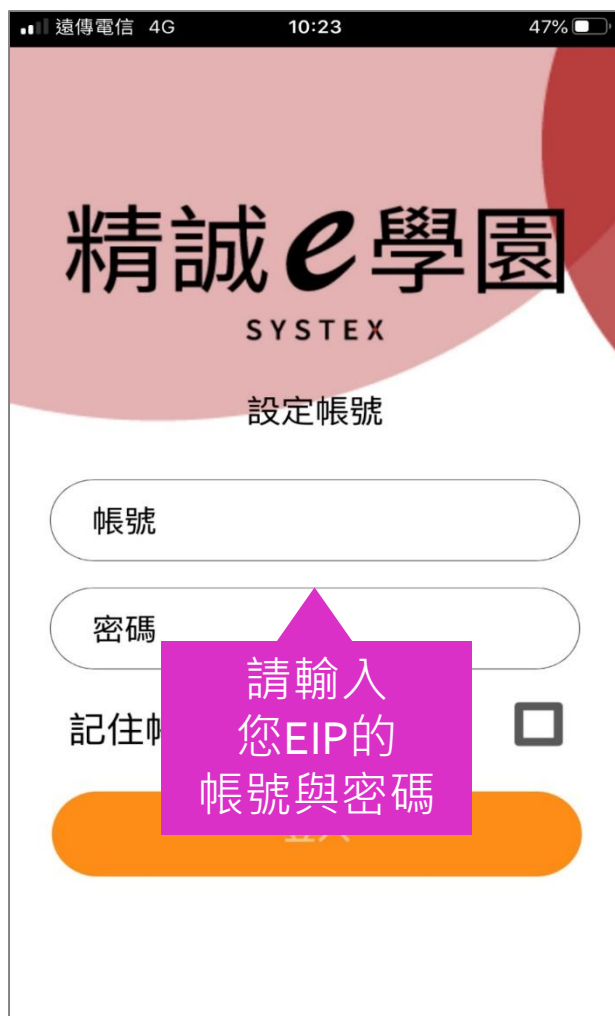 遠傳電信 4G 10:23 47%
精誠e學園
SYSTEX
設定帳號
帳號
密碼
請輸入
您EIP的
帳號與密碼
記住